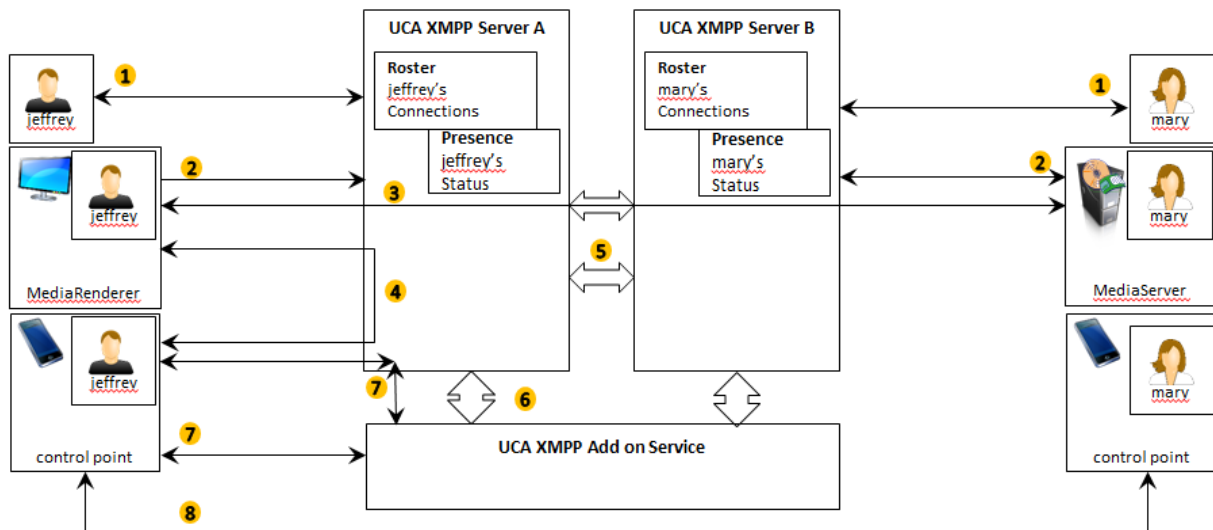 UCA XMPP Server A
UCA XMPP Server B
Roster
jeffrey's
Connections
Presence
jeffrey's
Status
Roster
mary's
Connections
Presence
mary's
Status
1
jeffrey
1
mary
2
jeffrey
MediaRenderer
3
2
mary
MediaServer
4
5
jeffrey
control point
7
6
mary
control point
7
UCA XMPP Add on Service
8